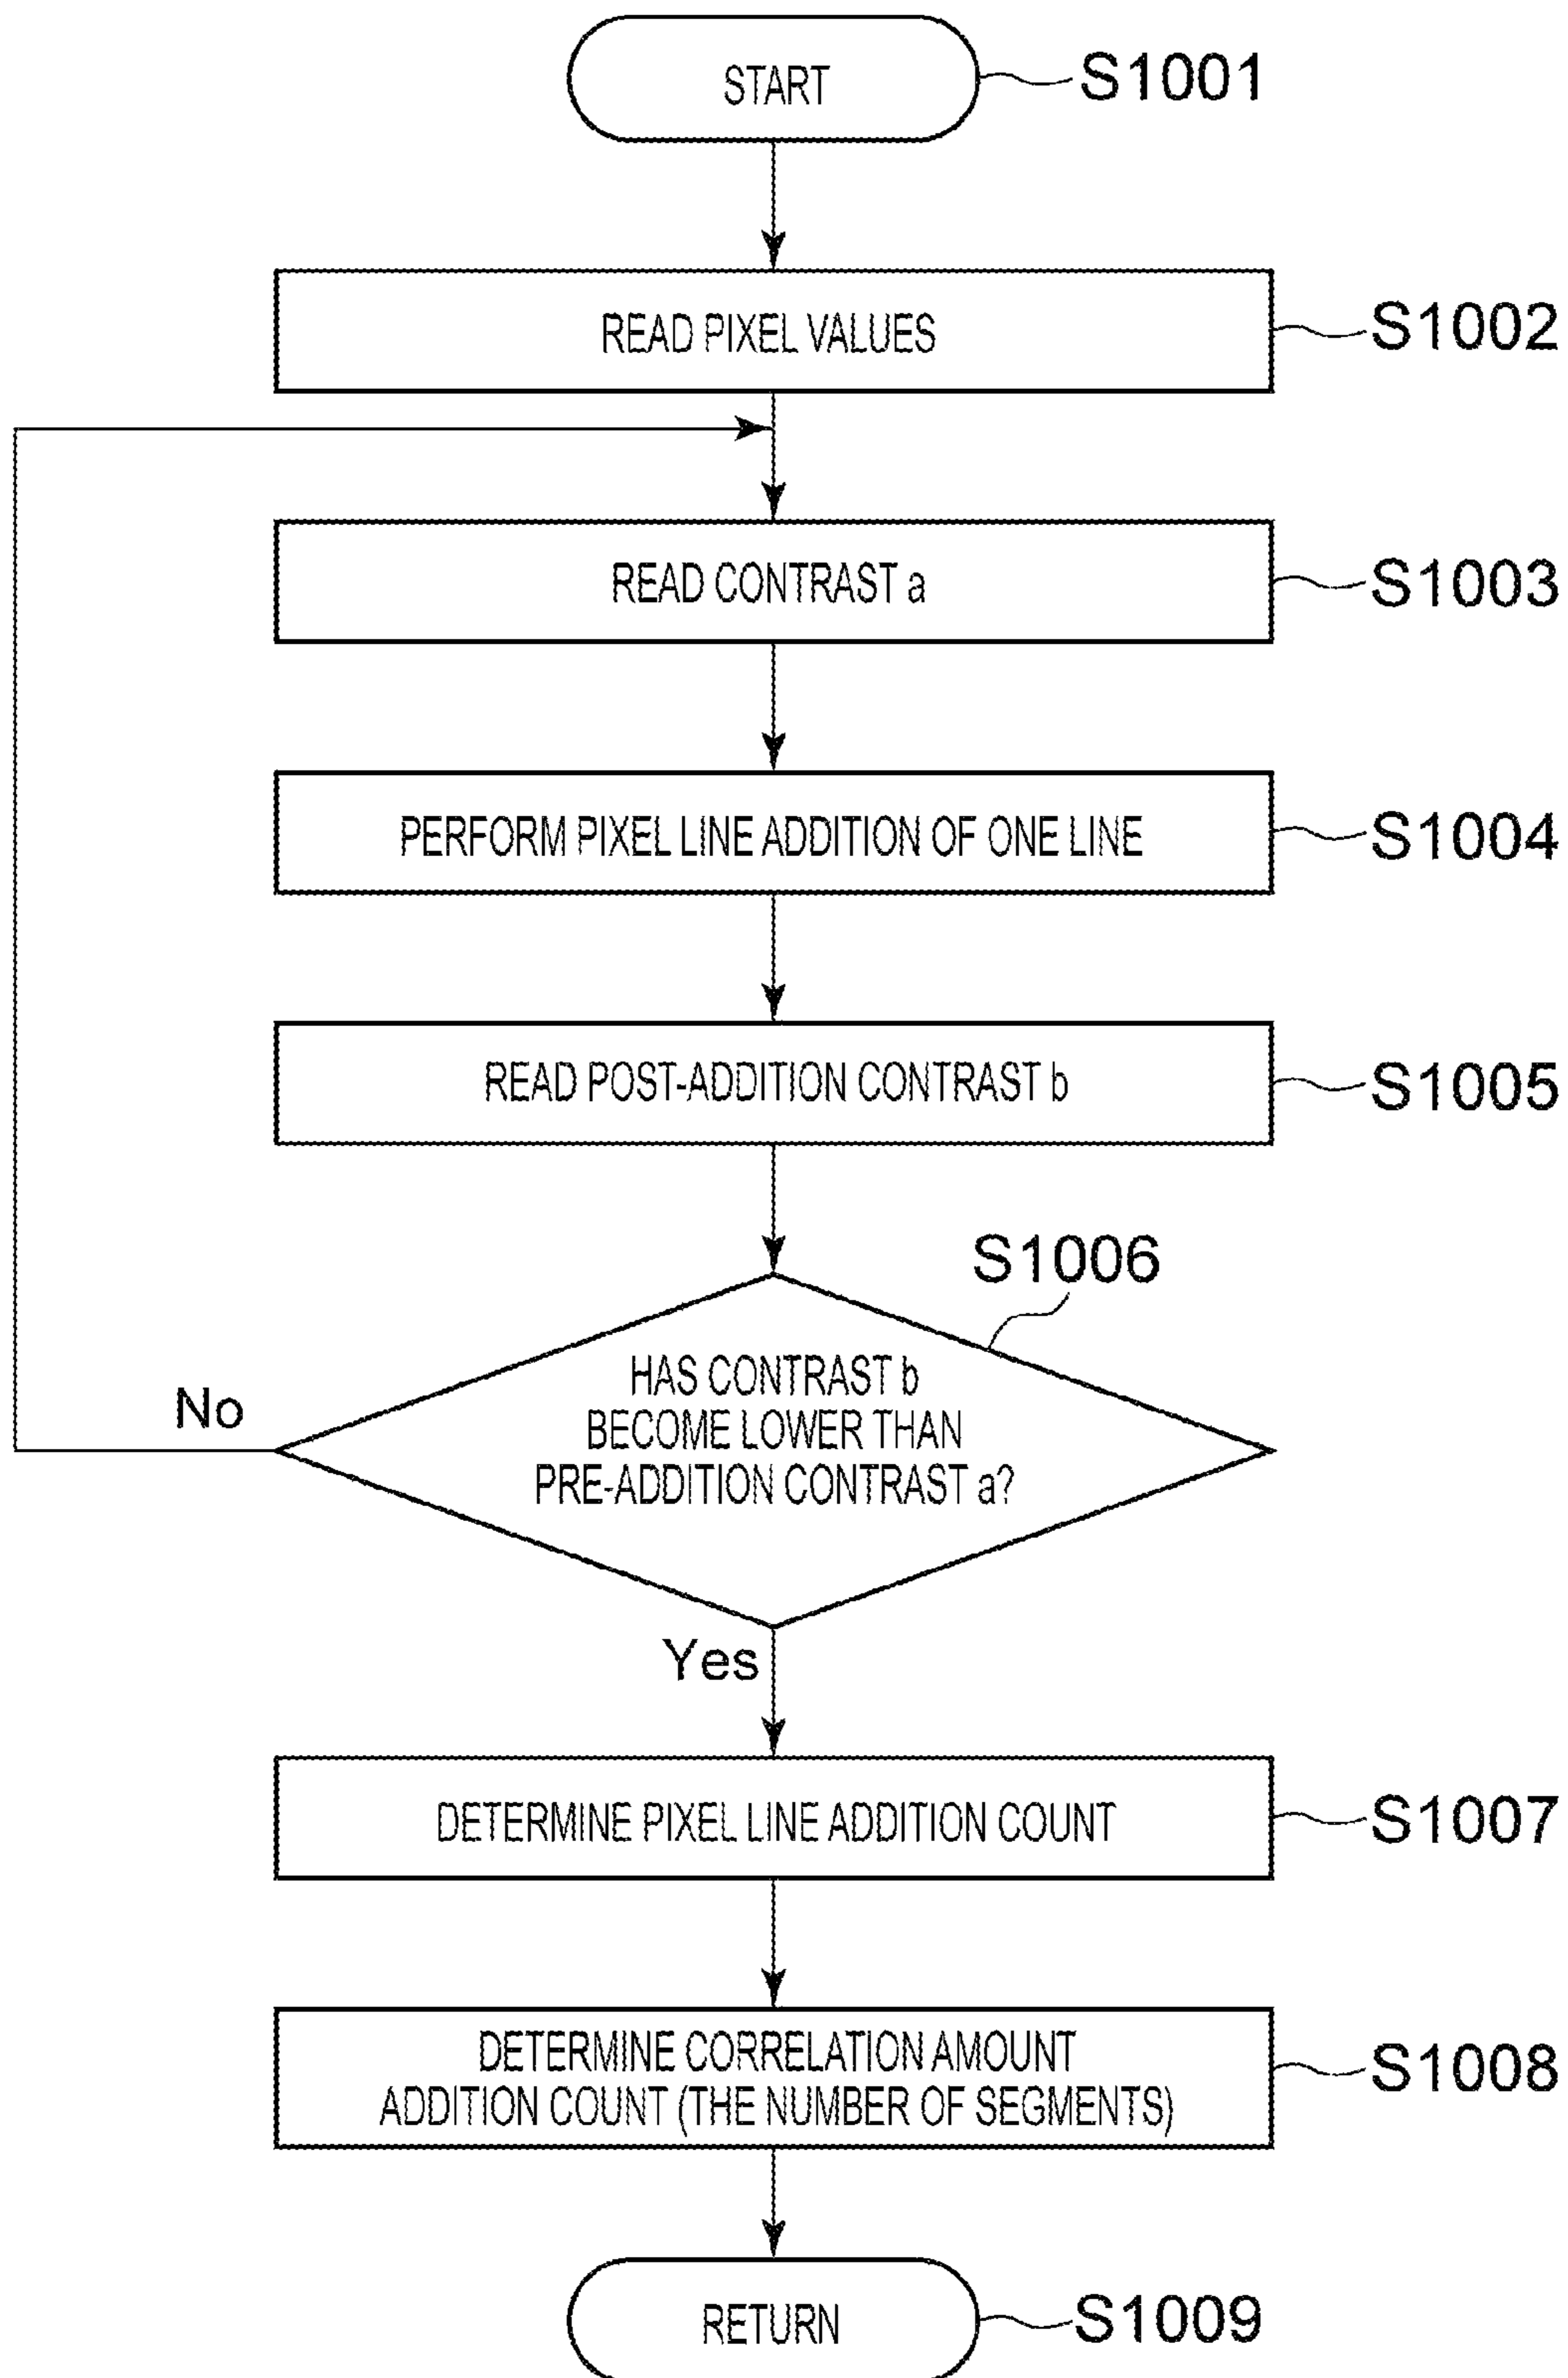 START
S1001
READ PIXEL VALUES
S1002
READ CONTRAST a
S1003
PERFORM PIXEL LINE ADDITION OF ONE LINE
S1004
READ POST-ADDITION CONTRAST b
S1005
S1006
HAS CONTRAST b
BECOME LOWER THAN
PRE-ADDITION CONTRAST a?
No
Yes
DETERMINE PIXEL LINE ADDITION COUNT
S1007
DETERMINE CORRELATION AMOUNT
ADDITION COUNT (THE NUMBER OF SEGMENTS)
S1008
RETURN
S1009